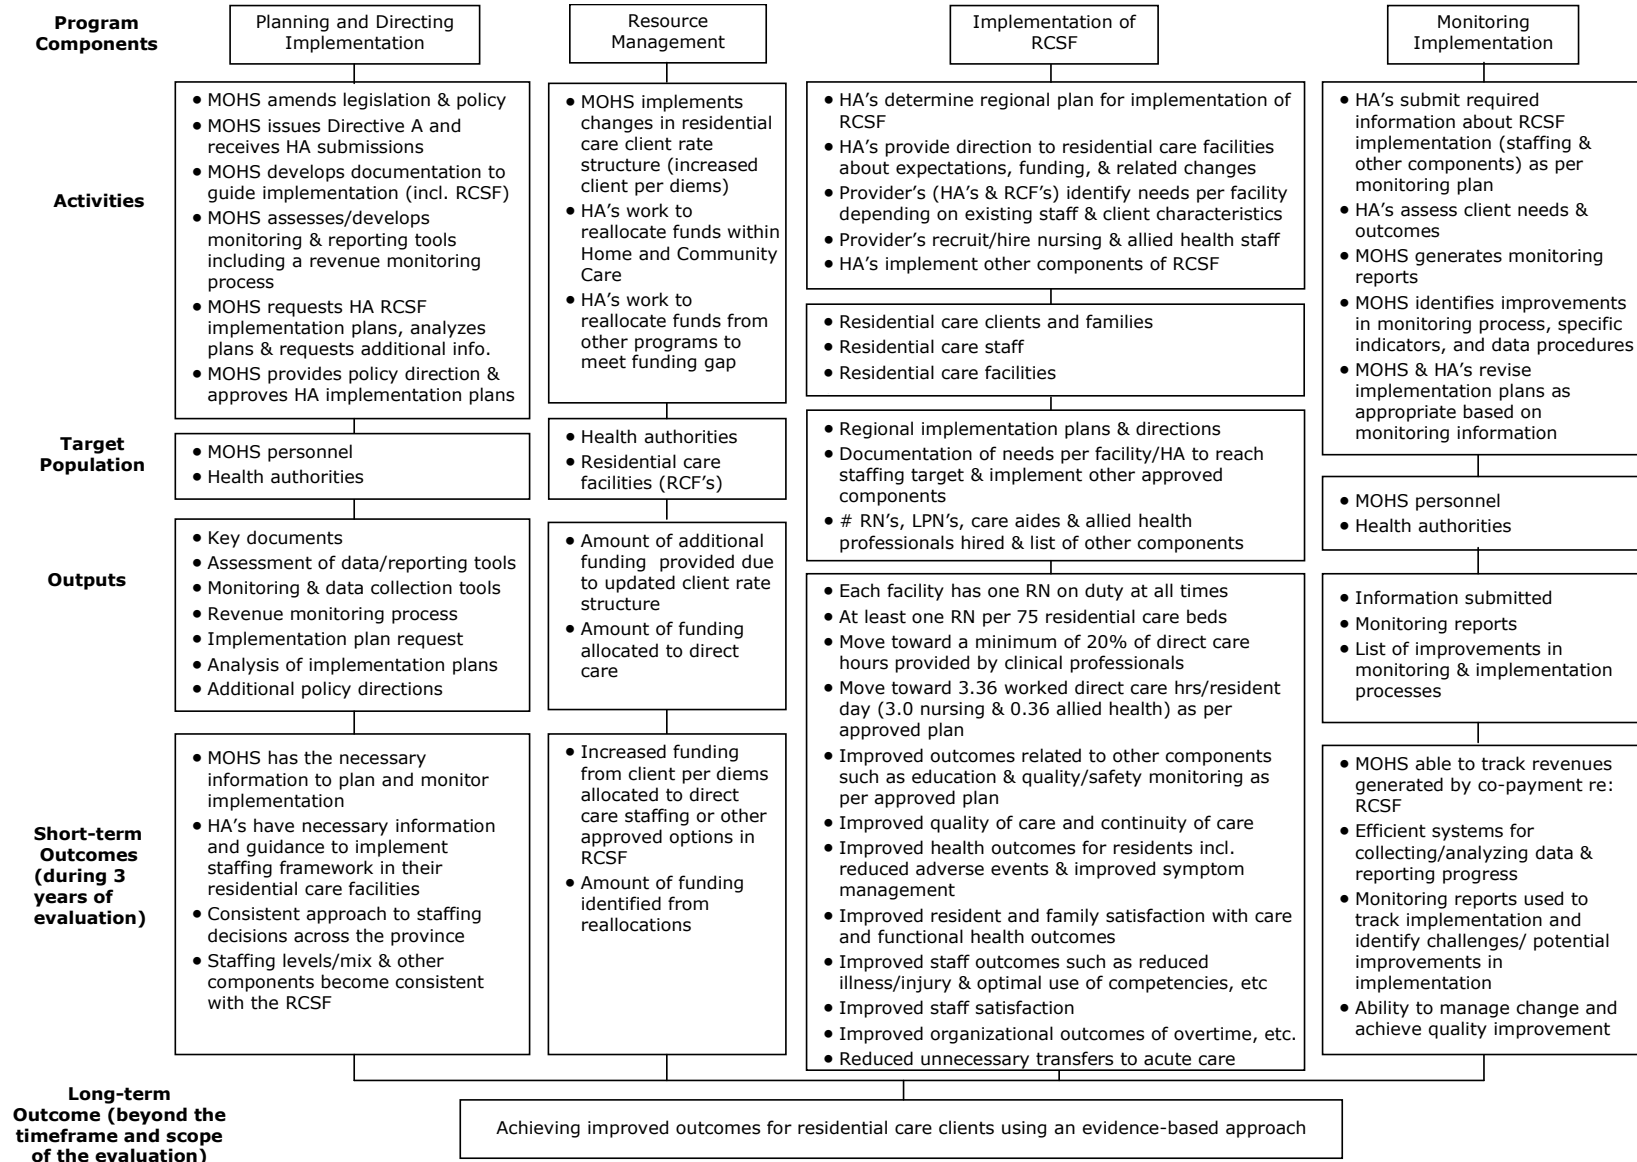 Program
Components
Planning and Directing
Implementation
Resource
Management
Implementation of
RCSF
Monitoring
Implementation
Activities
• MOHS amends legislation & policy
• MOHS issues Directive A and
receives HA submissions
• MOHS develops documentation to
guide implementation (incl. RCSF)
• MOHS assesses/develops
monitoring & reporting tools
including a revenue monitoring
process
• MOHS requests HA RCSF
implementation plans, analyzes
plans & requests additional info.
• MOHS provides policy direction &
approves HA implementation plans
• MOHS implements
changes in residential
care client rate
structure (increased
client per diems)
• HA's work to
reallocate funds within
Home and Community
Care
• HA's work to
reallocate funds from
other programs to
meet funding gap
• HA's determine regional plan for implementation of
RCSF
• HA's provide direction to residential care facilities
about expectations, funding, & related changes
• Provider's (HA's & RCF's) identify needs per facility
depending on existing staff & client characteristics
• Provider's recruit/hire nursing & allied health staff
• HA's implement other components of RCSF
• HA's submit required
information about RCSF
implementation (staffing &
other components) as per
monitoring plan
• HA's assess client needs &
outcomes
• MOHS generates monitoring
reports
• MOHS identifies improvements
in monitoring process, specific
indicators, and data procedures
• MOHS & HA's revise
implementation plans as
appropriate based on
monitoring information
Target
Population
• MOHS personnel
• Health authorities
• Health authorities
• Residential care
facilities (RCF's)
• Residential care clients and families
• Residential care staff
• Residential care facilities
• MOHS personnel
• Health authorities
Outputs
• Key documents
• Assessment of data/reporting tools
• Monitoring & data collection tools
• Revenue monitoring process
• Implementation plan request
• Analysis of implementation plans
• Additional policy directions
• Amount of additional
funding provided due
to updated client rate
structure
• Amount of funding
allocated to direct
care
• Regional implementation plans & directions
• Documentation of needs per facility/HA to reach
staffing target & implement other approved
components
• # RN's, LPN's, care aides & allied health
professionals hired & list of other components
• Information submitted
• Monitoring reports
• List of improvements in
monitoring & implementation
processes
Short-term
Outcomes
(during 3
years of
evaluation)
• MOHS has the necessary
information to plan and monitor
implementation
• HA's have necessary information
and guidance to implement
staffing framework in their
residential care facilities
• Consistent approach to staffing
decisions across the province
• Staffing levels/mix & other
components become consistent
with the RCSF
• Increased funding
from client per diems
allocated to direct
care staffing or other
approved options in
RCSF
• Amount of funding
identified from
reallocations
• Each facility has one RN on duty at all times
• At least one RN per 75 residential care beds
• Move toward a minimum of 20% of direct care
hours provided by clinical professionals
• Move toward 3.36 worked direct care hrs/resident
day (3.0 nursing & 0.36 allied health) as per
approved plan
• Improved outcomes related to other components
such as education & quality/safety monitoring as
per approved plan
• Improved quality of care and continuity of care
• Improved health outcomes for residents incl.
reduced adverse events & improved symptom
management
• Improved resident and family satisfaction with care
and functional health outcomes
• Improved staff outcomes such as reduced
illness/injury & optimal use of competencies, etc
• Improved staff satisfaction
• Improved organizational outcomes of overtime, etc.
• Reduced unnecessary transfers to acute care
• MOHS able to track revenues
generated by co-payment re:
RCSF
• Efficient systems for
collecting/analyzing data &
reporting progress
• Monitoring reports used to
track implementation and
identify challenges/ potential
improvements in
implementation
• Ability to manage change and
achieve quality improvement
Long-term
Outcome (beyond the
timeframe and scope
of the evaluation)
Achieving improved outcomes for residential care clients using an evidence-based approach